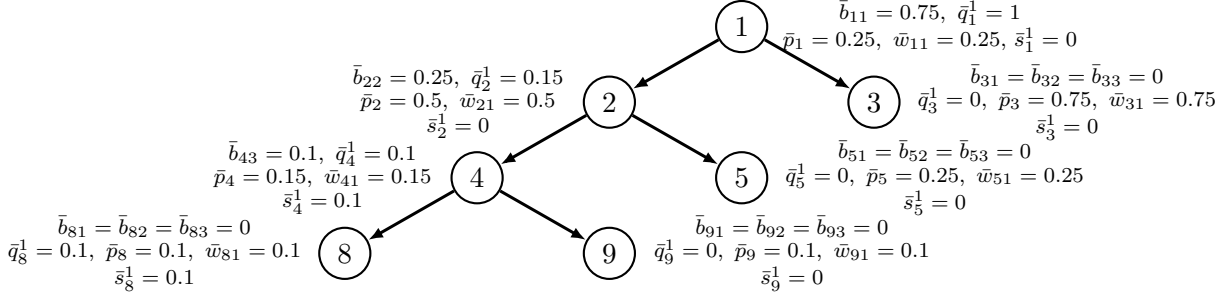 1
b̄₁₁ = 0.75, q̄₁¹ = 1
p̄₁ = 0.25, w̄₁₁ = 0.25, s̄₁¹ = 0
b̄₂₂ = 0.25, q̄₂¹ = 0.15
p̄₂ = 0.5, w̄₂₁ = 0.5
s̄₂¹ = 0
2
3
b̄₃₁ = b̄₃₂ = b̄₃₃ = 0
q̄₃¹ = 0, p̄₃ = 0.75, w̄₃₁ = 0.75
s̄₃¹ = 0
b̄₄₃ = 0.1, q̄₄¹ = 0.1
p̄₄ = 0.15, w̄₄₁ = 0.15
s̄₄¹ = 0.1
4
5
b̄₅₁ = b̄₅₂ = b̄₅₃ = 0
q̄₅¹ = 0, p̄₅ = 0.25, w̄₅₁ = 0.25
s̄₅¹ = 0
b̄₈₁ = b̄₈₂ = b̄₈₃ = 0
q̄₈¹ = 0.1, p̄₈ = 0.1, w̄₈₁ = 0.1
s̄₈¹ = 0.1
8
9
b̄₉₁ = b̄₉₂ = b̄₉₃ = 0
q̄₉¹ = 0, p̄₉ = 0.1, w̄₉₁ = 0.1
s̄₉¹ = 0